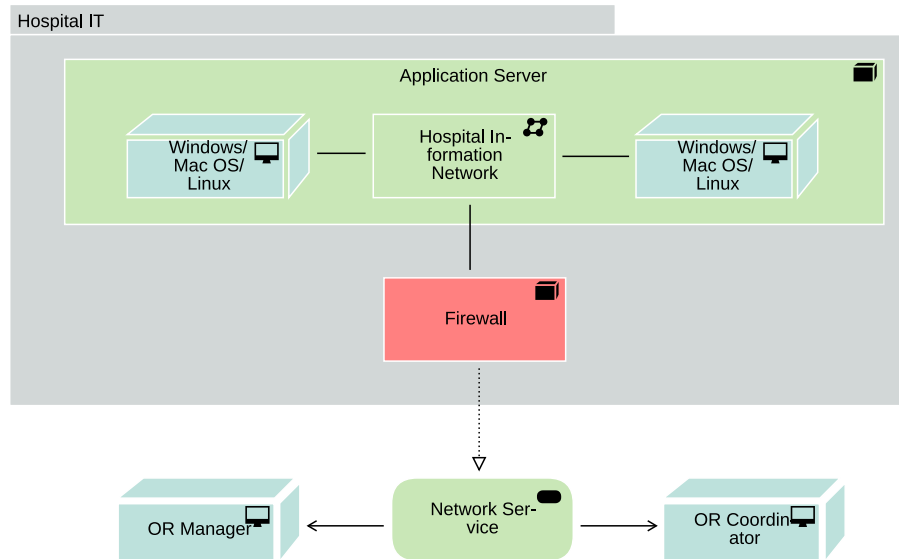 Hospital IT
Application Server
Windows/
Mac OS/
Linux
Hospital In-
formation
Network
Windows/
Mac OS/
Linux
Firewall
OR Manager
Network Ser-
vice
OR Coordin-
ator